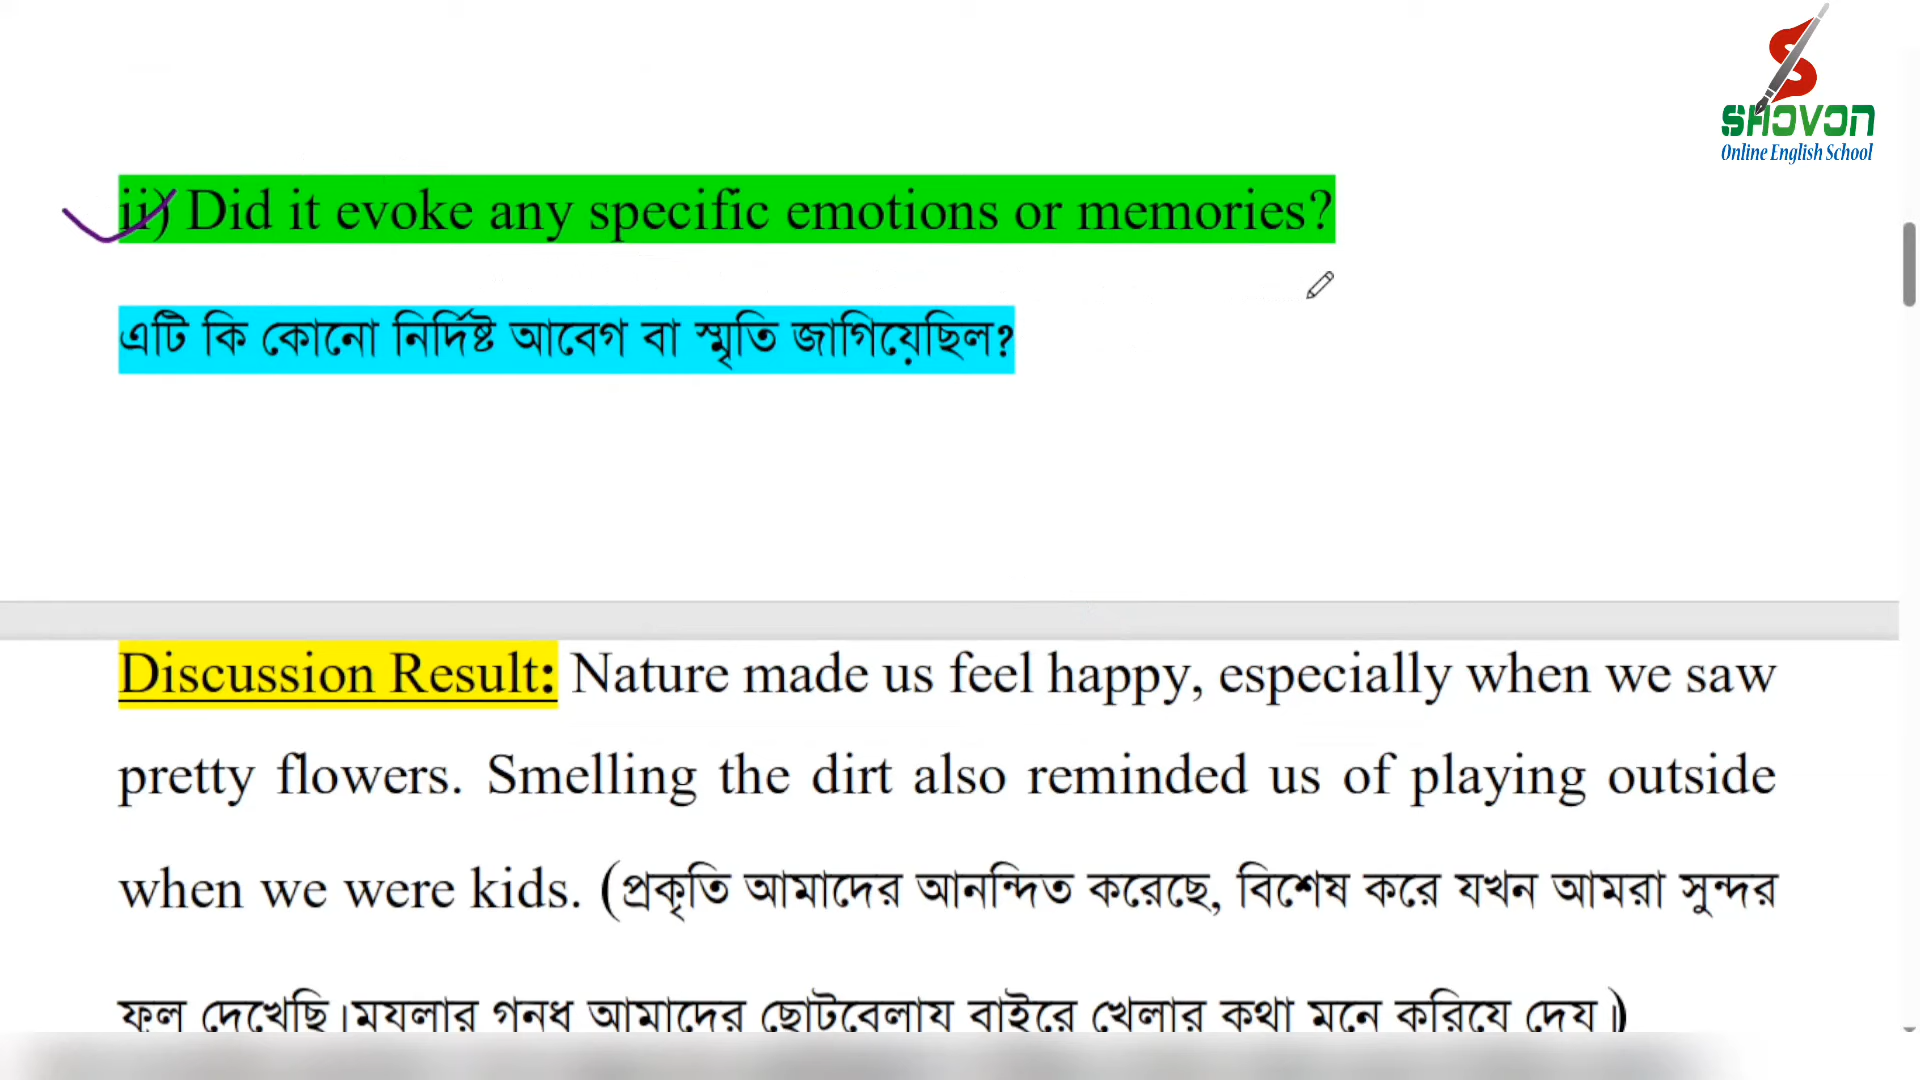 SHOVON
Online English School
ii) Did it evoke any specific emotions or memories?
এটি কি কোনো নির্দিষ্ট আবেগ বা স্মৃতি জাগিয়েছিল?
Discussion Result: Nature made us feel happy, especially when we saw
pretty flowers. Smelling the dirt also reminded us of playing outside
when we were kids. (প্রকৃতি আমাদের আনন্দিত করেছে, বিশেষ করে যখন আমরা সুন্দর
ফুল দেখেছি।ময়লার গন্ধ আমাদের ছোটবেলায় বাইরে খেলার কথা মনে করিয়ে দেয়।)